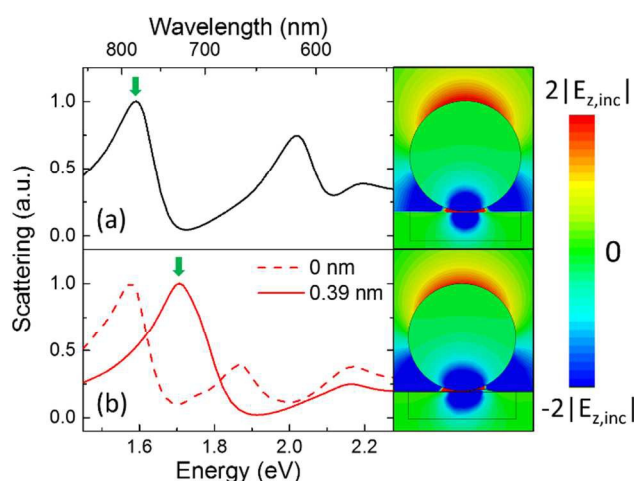 Wavelength (nm)
800 700 600
Scattering (a.u.)
1.0
0.5
0.0
(a)
1.0
0.5
0.0
(b)
0 nm
0.39 nm
1.6 1.8 2.0 2.2
Energy (eV)
2|E_z,inc|
0
-2|E_z,inc|